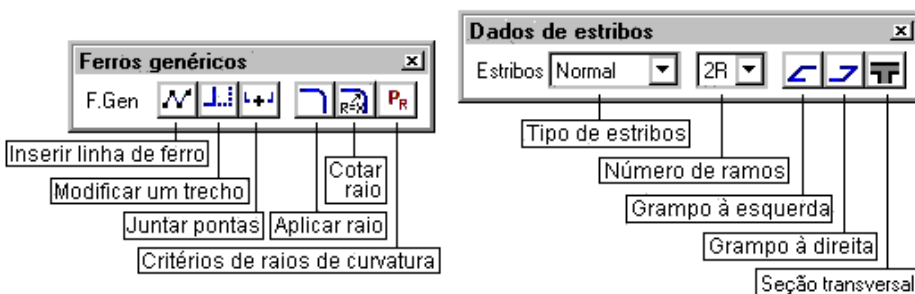 Ferros genéricos
F.Gen
R=X
PR
Inserir linha de ferro
Modificar um trecho
Juntar pontas
Aplicar raio
Cotar
raio
Critérios de raios de curvatura
Dados de estribos
Estribos Normal 2R
Tipo de estribos
Número de ramos
Grampo à esquerda
Grampo à direita
Seção transversal